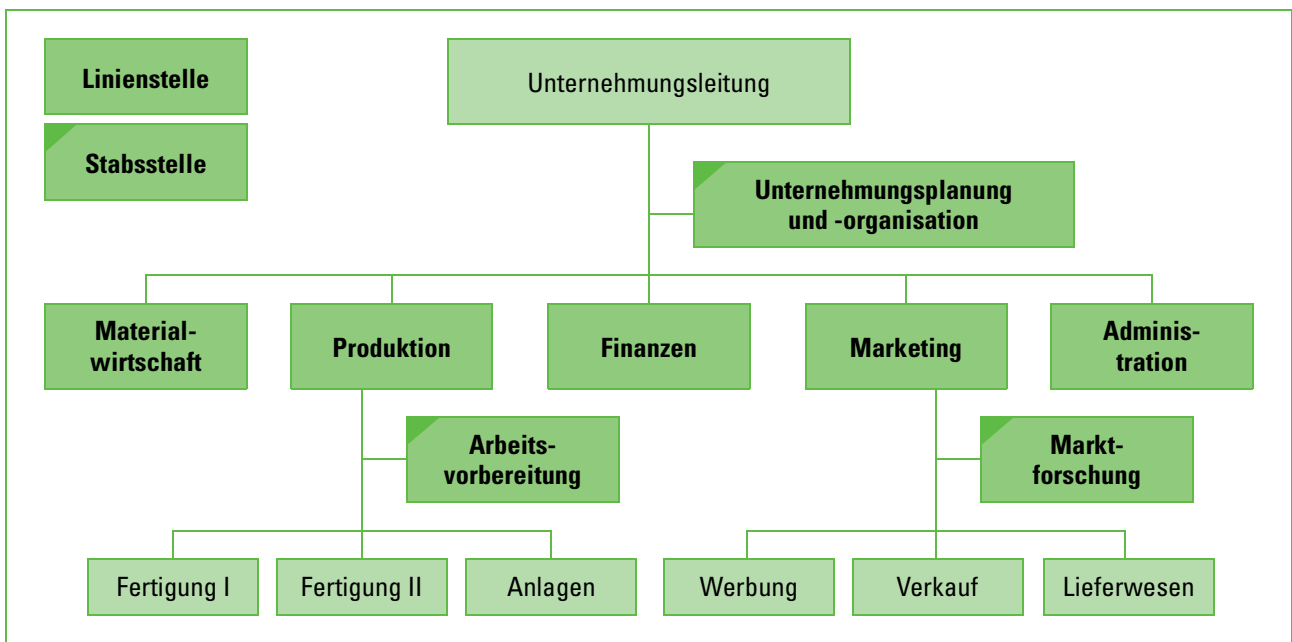 Linienstelle
Unternehmungsleitung
Stabsstelle
Unternehmungsplanung
und -organisation
Material-
wirtschaft
Produktion
Finanzen
Marketing
Adminis-
tration
Arbeits-
vorbereitung
Markt-
forschung
Fertigung I
Fertigung II
Anlagen
Werbung
Verkauf
Lieferwesen